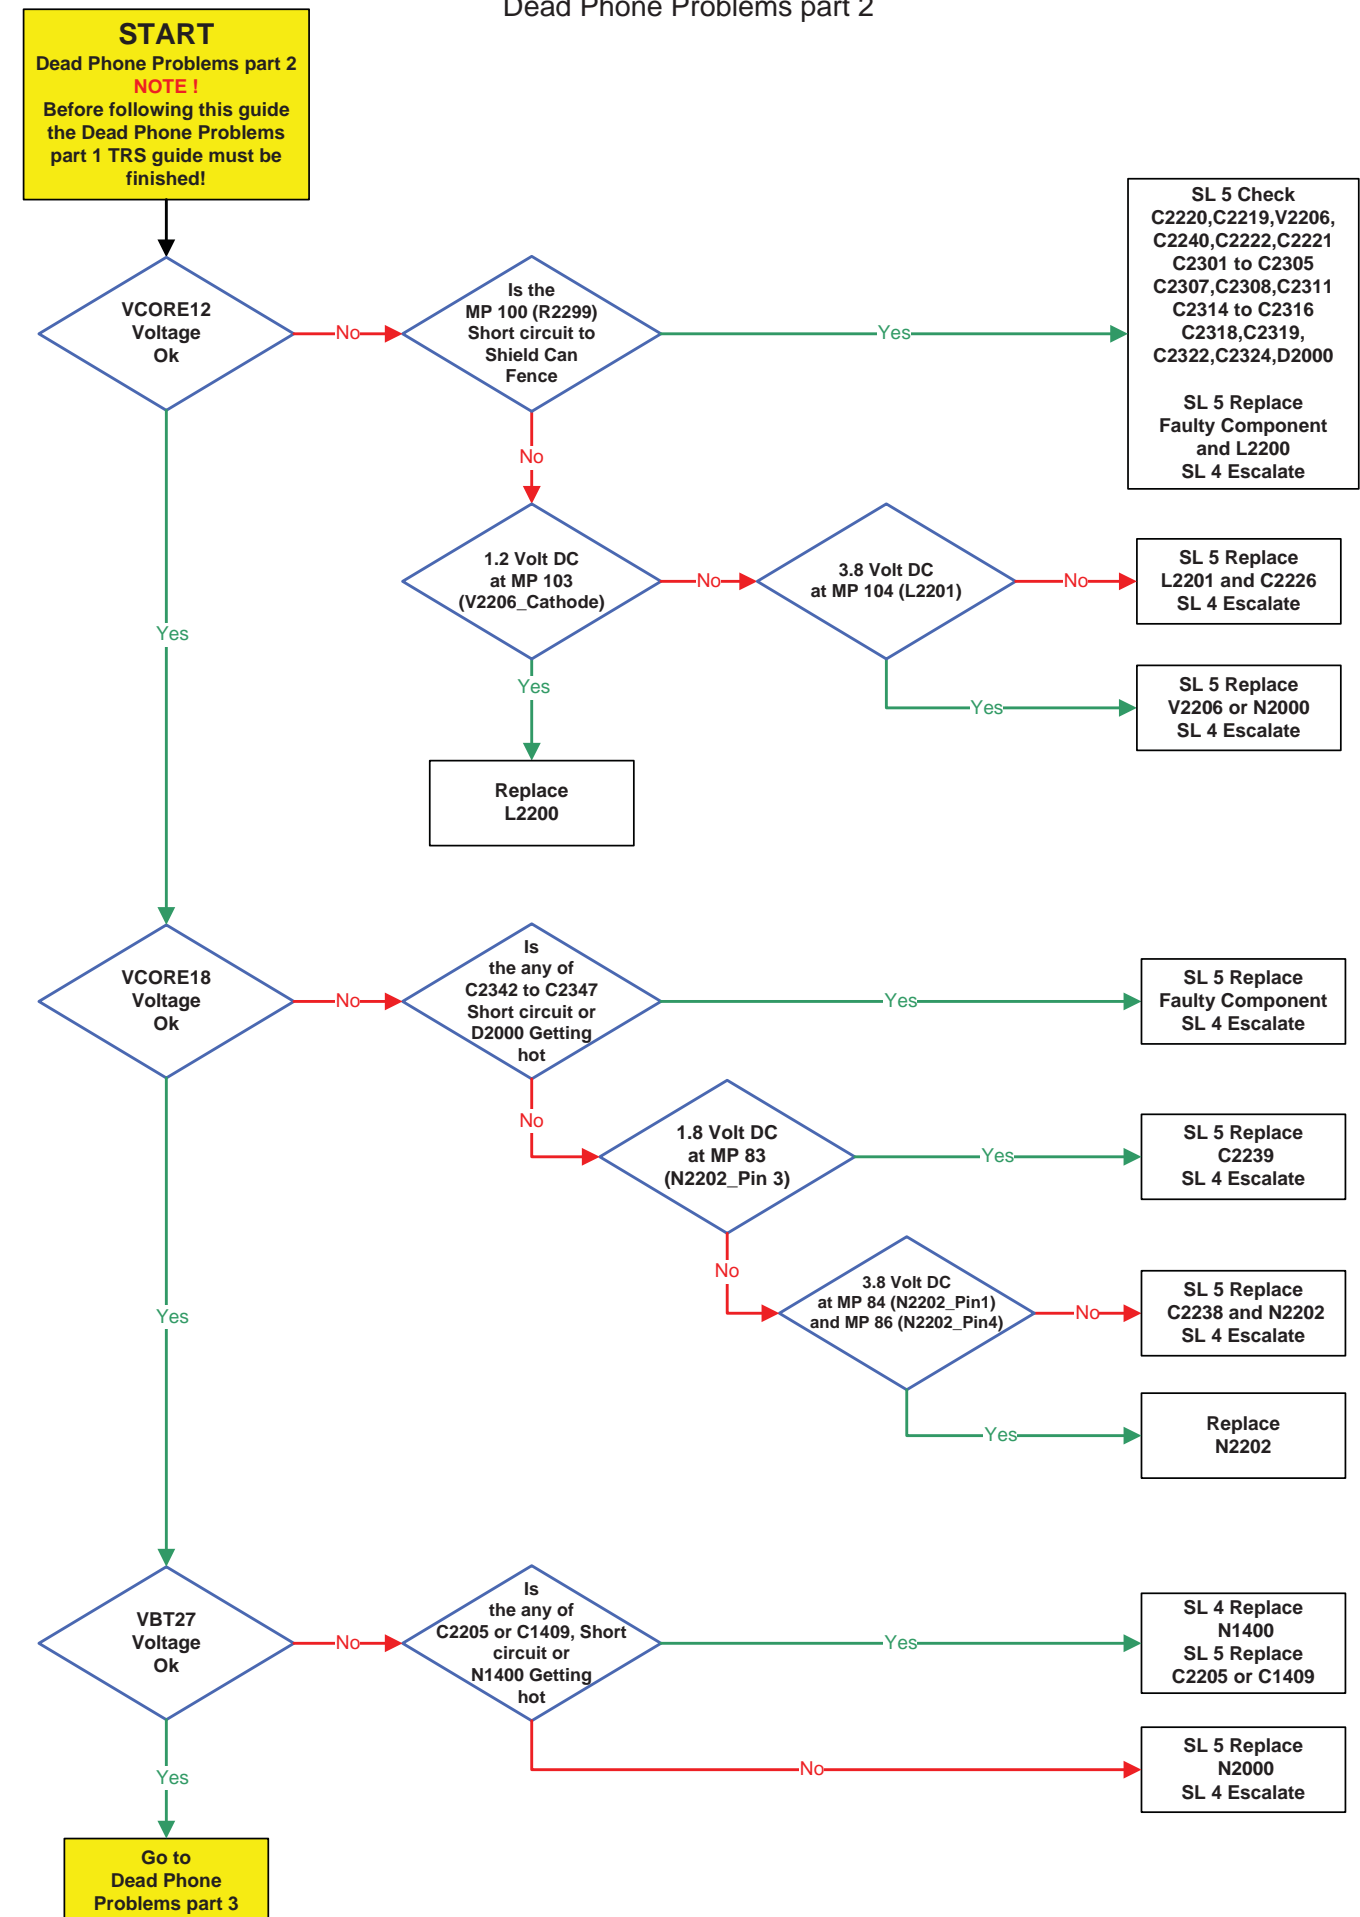 Dead Phone Problems part 2
START
Dead Phone Problems part 2
NOTE !
Before following this guide
the Dead Phone Problems
part 1 TRS guide must be
finished!
VCORE12
Voltage
Ok
No
Is the
MP 100 (R2299)
Short circuit to
Shield Can
Fence
Yes
SL 5 Check
C2220,C2219,V2206,
C2240,C2222,C2221
C2301 to C2305
C2307,C2308,C2311
C2314 to C2316
C2318,C2319,
C2322,C2324,D2000
SL 5 Replace
Faulty Component
and L2200
SL 4 Escalate
No
1.2 Volt DC
at MP 103
(V2206_Cathode)
No
3.8 Volt DC
at MP 104 (L2201)
No
SL 5 Replace
L2201 and C2226
SL 4 Escalate
Yes
Yes
SL 5 Replace
V2206 or N2000
SL 4 Escalate
Yes
Replace
L2200
VCORE18
Voltage
Ok
No
Is
the any of
C2342 to C2347
Short circuit or
D2000 Getting
hot
Yes
SL 5 Replace
Faulty Component
SL 4 Escalate
No
1.8 Volt DC
at MP 83
(N2202_Pin 3)
Yes
SL 5 Replace
C2239
SL 4 Escalate
No
3.8 Volt DC
at MP 84 (N2202_Pin1)
and MP 86 (N2202_Pin4)
No
SL 5 Replace
C2238 and N2202
SL 4 Escalate
Yes
Yes
Replace
N2202
VBT27
Voltage
Ok
No
Is
the any of
C2205 or C1409, Short
circuit or
N1400 Getting
hot
Yes
SL 4 Replace
N1400
SL 5 Replace
C2205 or C1409
No
SL 5 Replace
N2000
SL 4 Escalate
Yes
Go to
Dead Phone
Problems part 3